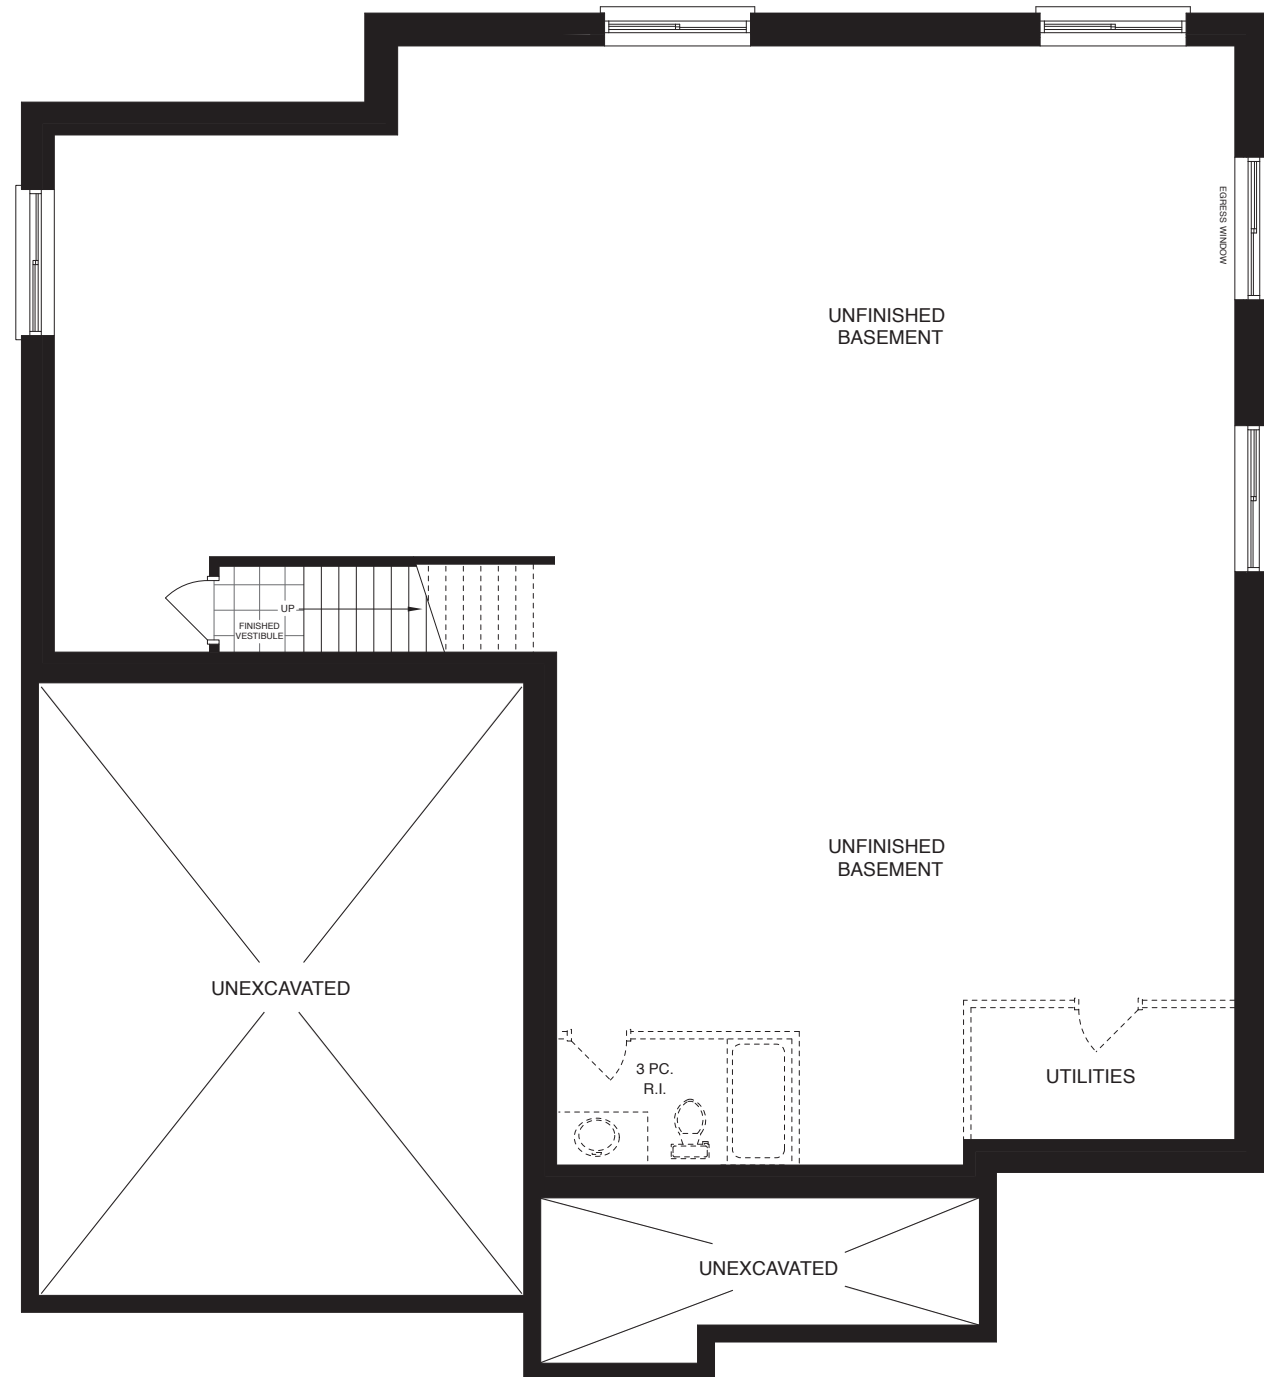 EGRESS WINDOW
UNFINISHED
BASEMENT
UP
FINISHED
VESTIBULE
UNFINISHED
BASEMENT
UNEXCAVATED
3 PC.
R.I.
UTILITIES
UNEXCAVATED